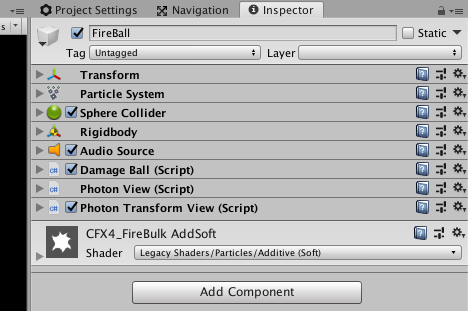 Project Settings Navigation Inspector
s
FireBall Static
Tag Untagged Layer
Transform
Particle System
Sphere Collider
Rigidbody
Audio Source
C# Damage Ball (Script)
C# Photon View (Script)
C# Photon Transform View (Script)
CFX4_FireBulk AddSoft
Shader Legacy Shaders/Particles/Additive (Soft)
Add Component